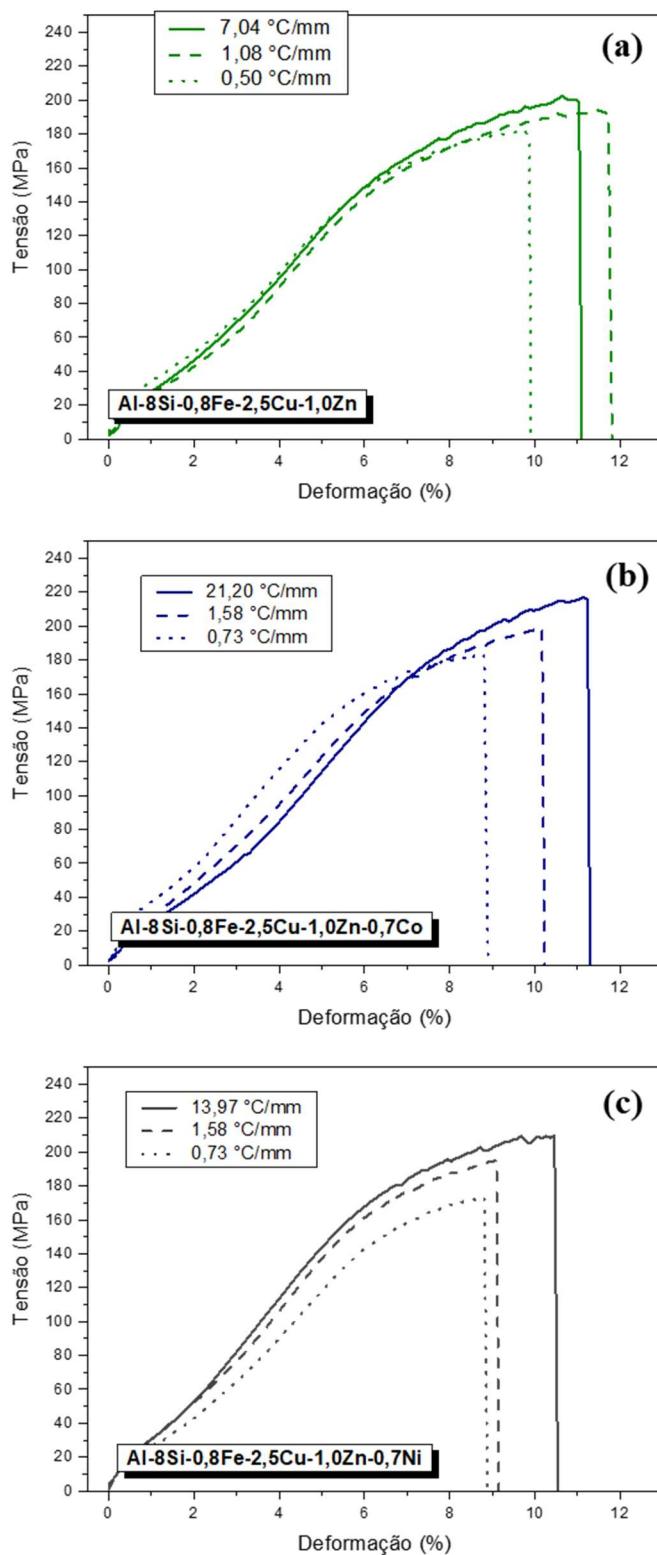 (a)
7,04 °C/mm
1,08 °C/mm
0,50 °C/mm
240
220
200
180
160
140
120
100
80
60
40
20
0
Tensão (MPa)
Al-8Si-0,8Fe-2,5Cu-1,0Zn
0 2 4 6 8 10 12
Deformação (%)
(b)
21,20 °C/mm
1,58 °C/mm
0,73 °C/mm
240
220
200
180
160
140
120
100
80
60
40
20
0
Tensão (MPa)
Al-8Si-0,8Fe-2,5Cu-1,0Zn-0,7Co
0 2 4 6 8 10 12
Deformação (%)
(c)
13,97 °C/mm
1,58 °C/mm
0,73 °C/mm
240
220
200
180
160
140
120
100
80
60
40
20
0
Tensão (MPa)
Al-8Si-0,8Fe-2,5Cu-1,0Zn-0,7Ni
0 2 4 6 8 10 12
Deformação (%)